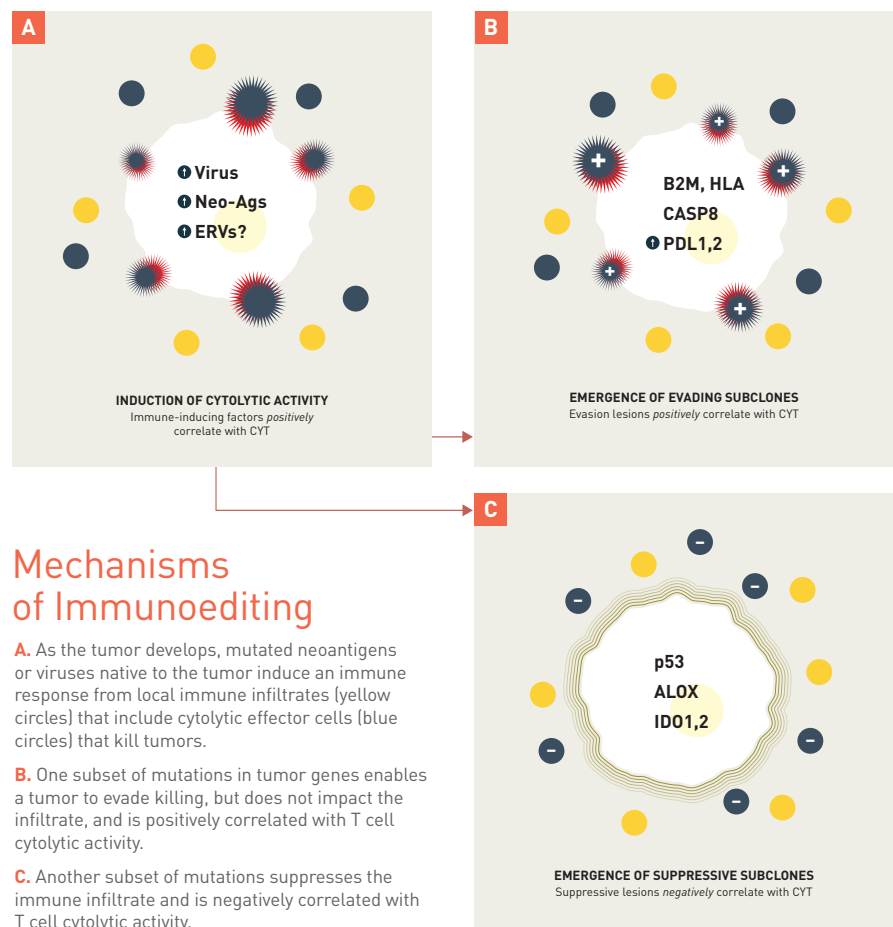 A
↑ Virus
↑ Neo-Ags
↑ ERVs?
INDUCTION OF CYTOLYTIC ACTIVITY
Immune-inducing factors positively
correlate with CYT
B
+
+
+
B2M, HLA
CASP8
↑ PDL1,2
+
+
EMERGENCE OF EVADING SUBCLONES
Evasion lesions positively correlate with CYT
C
–
–
–
p53
ALOX
IDO1,2
–
–
–
EMERGENCE OF SUPPRESSIVE SUBCLONES
Suppressive lesions negatively correlate with CYT
Mechanisms
of Immunoediting
A. As the tumor develops, mutated neoantigens
or viruses native to the tumor induce an immune
response from local immune infiltrates (yellow
circles) that include cytolytic effector cells (blue
circles) that kill tumors.
B. One subset of mutations in tumor genes enables
a tumor to evade killing, but does not impact the
infiltrate, and is positively correlated with T cell
cytolytic activity.
C. Another subset of mutations suppresses the
immune infiltrate and is negatively correlated with
T cell cytolytic activity.